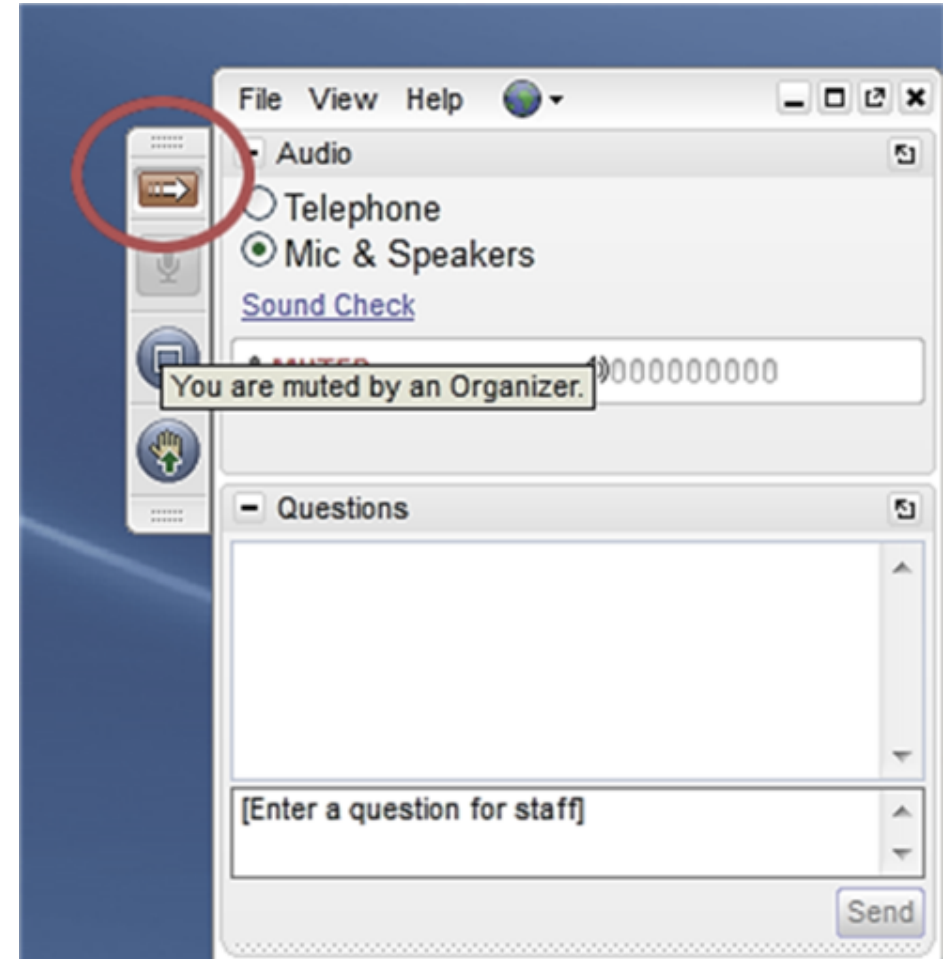 File View Help
Audio
Telephone
Mic & Speakers
Sound Check
MUTED
You are muted by an Organizer.
Questions
[Enter a question for staff]
Send